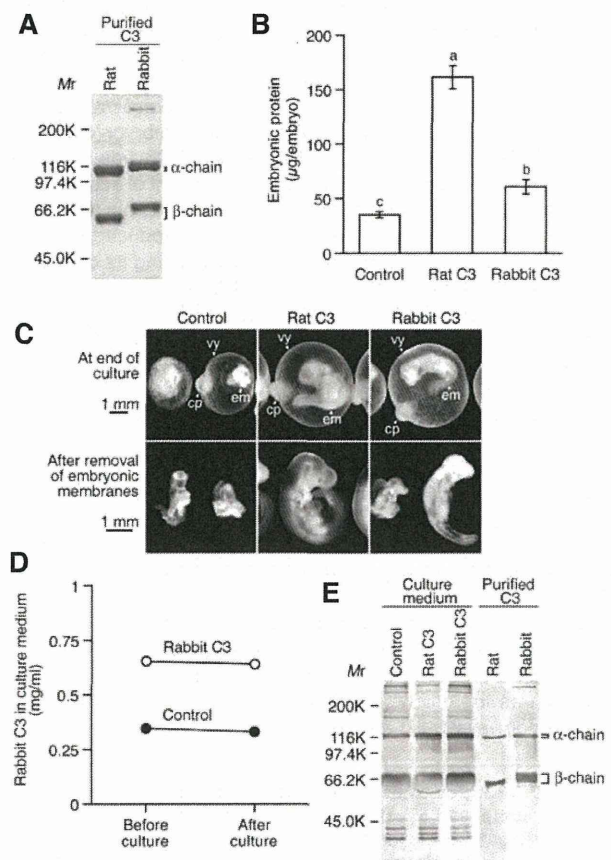 A
Purified
C3
Mr
Rat
Rabbit
200K
116K
97.4K
66.2K
45.0K
α-chain
β-chain
B
Embryonic protein
(µg/embryo)
200
150
100
50
0
c
a
b
Control
Rat C3
Rabbit C3
C
Control
Rat C3
Rabbit C3
At end of
culture
1 mm
vy
cp
em
vy
cp
em
vy
cp
em
After removal
of embryonic
membranes
1 mm
D
Rabbit C3 in culture medium
(mg/ml)
1
0.75
0.5
0.25
0
Rabbit C3
Control
Before
culture
After
culture
E
Culture
medium
Purified
C3
Mr
Control
Rat C3
Rabbit C3
Rat
Rabbit
200K
116K
97.4K
66.2K
45.0K
α-chain
β-chain